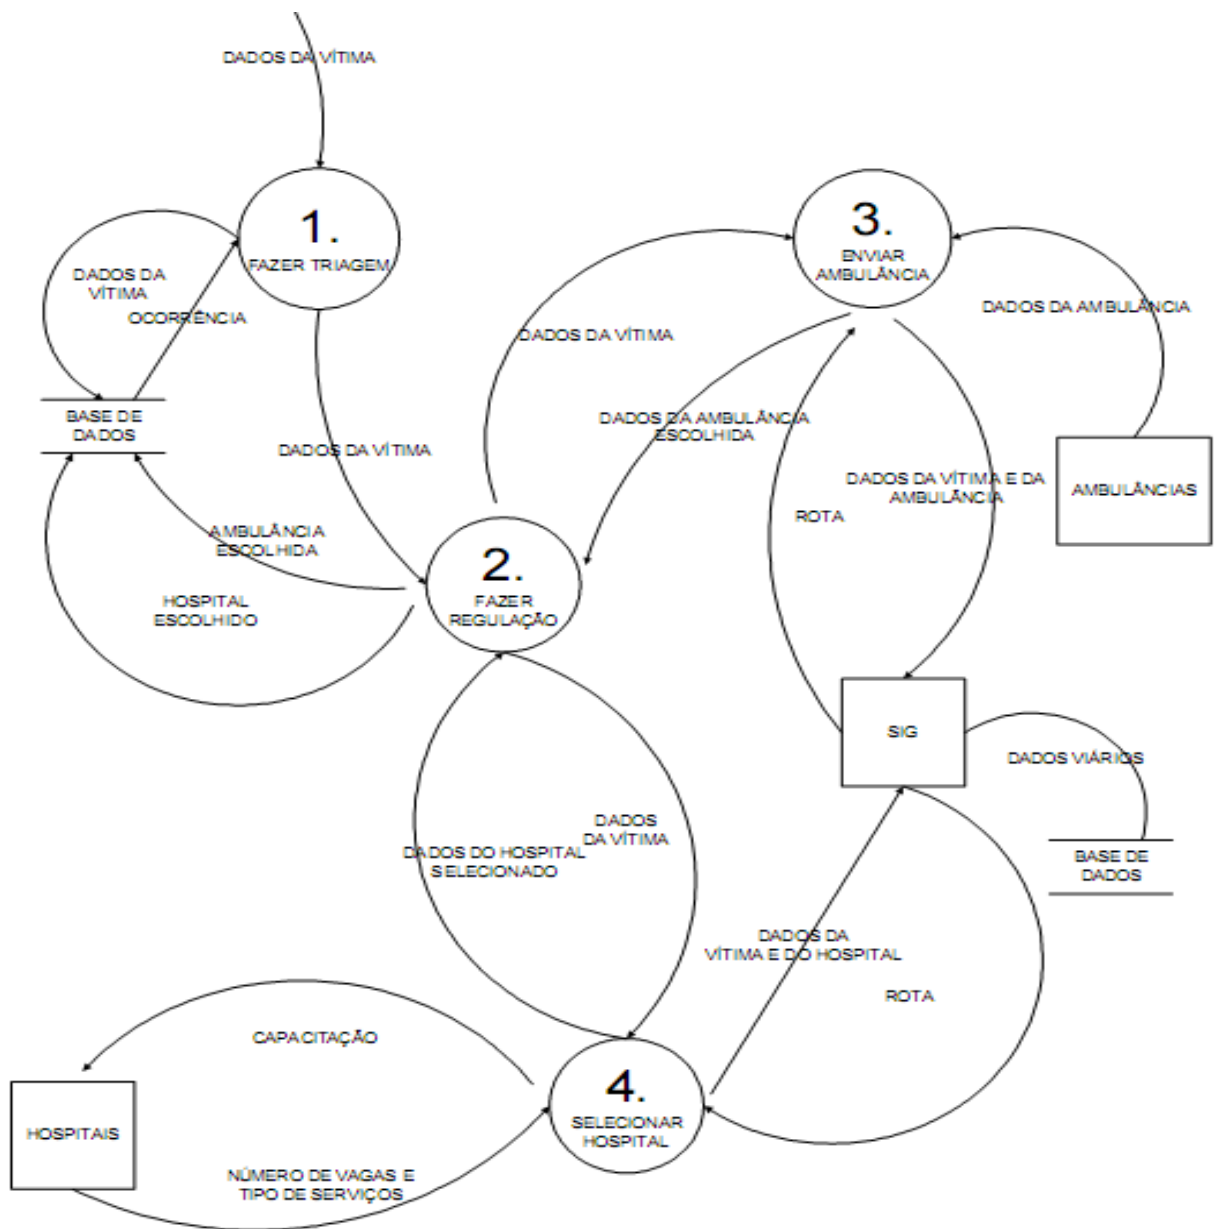 DADOS DA VÍTIMA
1.
FAZER TRIAGEM
3.
ENVIAR
AMBULÂNCIA
DADOS DA
VÍTIMA
OCORRÊNCIA
DADOS DA AMBULÂNCIA
DADOS DA VÍTIMA
BASE DE
DADOS
DADOS DA AMBULÂNCIA
ESCOLHIDA
DADOS DA VÍTIMA
DADOS DA VÍTIMA E DA
AMBULÂNCIA
AMBULÂNCIAS
ROTA
AMBULÂNCIA
ESCOLHIDA
2.
FAZER
REGULAÇÃO
HOSPITAL
ESCOLHIDO
SIG
DADOS VIÁRIOS
DADOS
DA VÍTIMA
DADOS DO HOSPITAL
SELECIONADO
BASE DE
DADOS
DADOS DA
VÍTIMA E DO HOSPITAL
ROTA
CAPACITAÇÃO
4.
SELECIONAR
HOSPITAL
HOSPITAIS
NÚMERO DE VAGAS E
TIPO DE SERVIÇOS